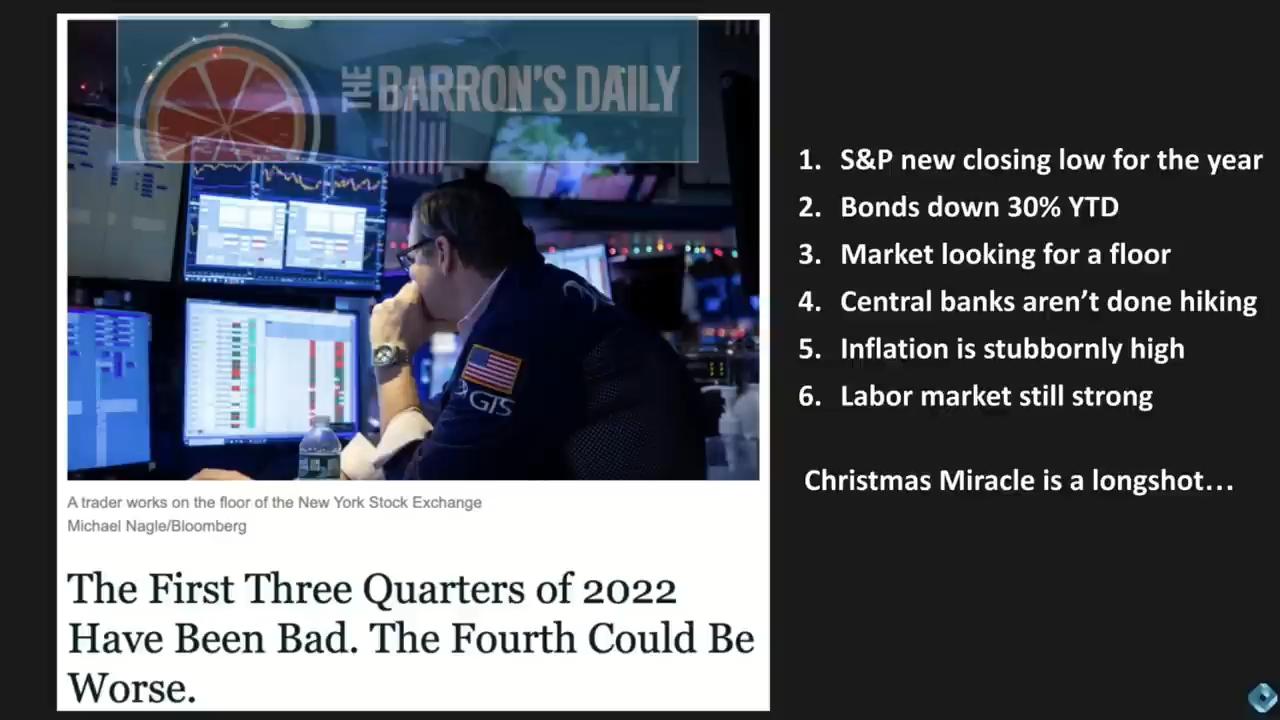 THE BARRON'S DAILY
GTS
A trader works on the floor of the New York Stock Exchange
Michael Nagle/Bloomberg
The First Three Quarters of 2022
Have Been Bad. The Fourth Could Be
Worse.
1. S&P new closing low for the year
2. Bonds down 30% YTD
3. Market looking for a floor
4. Central banks aren’t done hiking
5. Inflation is stubbornly high
6. Labor market still strong
Christmas Miracle is a longshot…